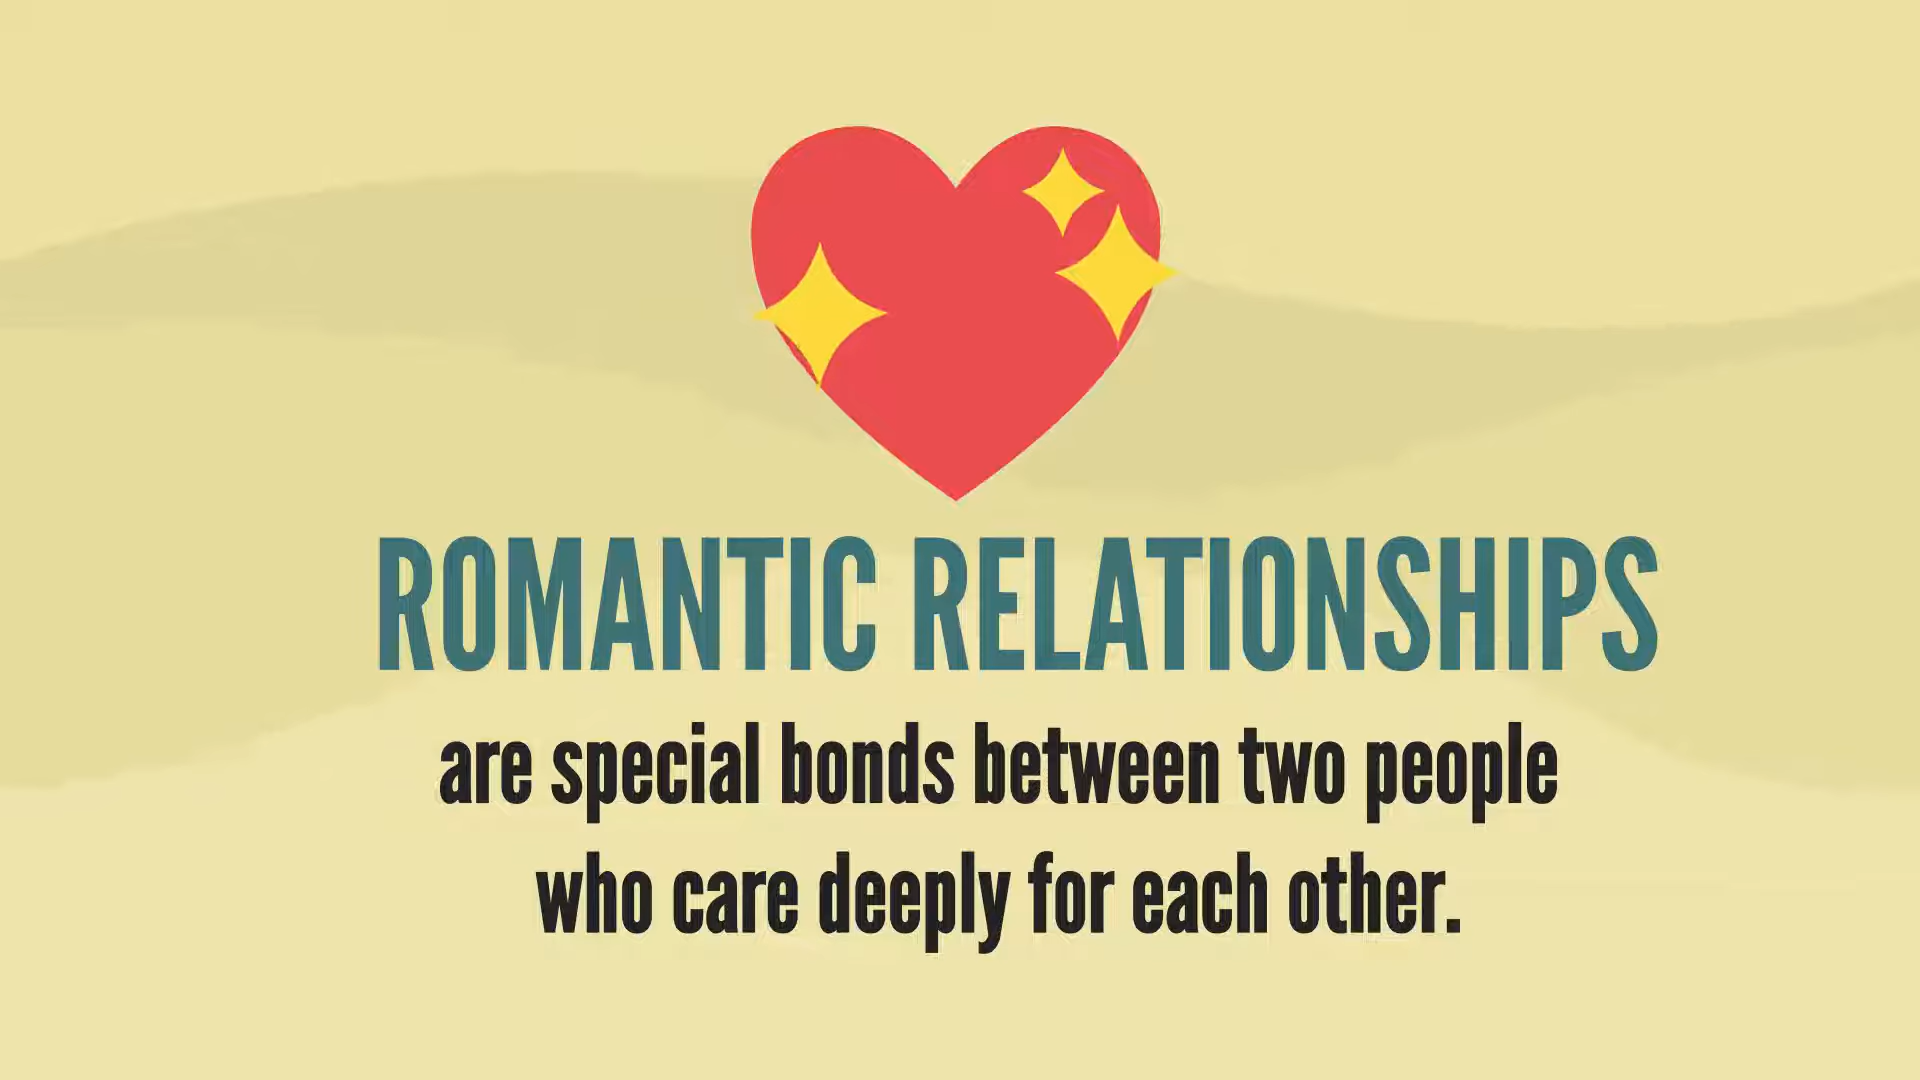 ROMANTIC RELATIONSHIPS
are special bonds between two people
who care deeply for each other.